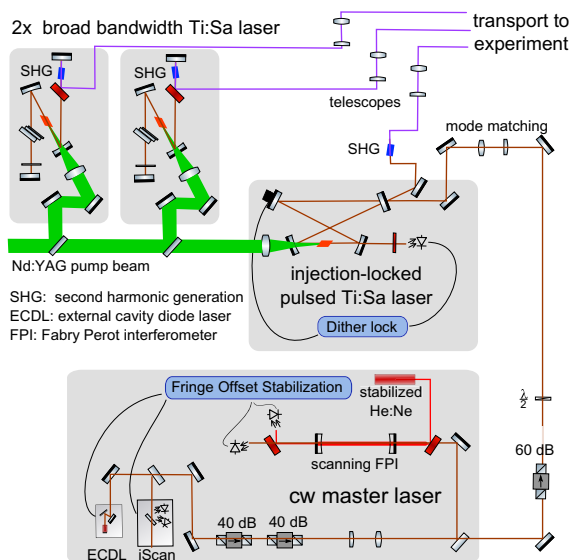 2x broad bandwidth Ti:Sa laser
transport to
experiment
SHG
SHG
telescopes
mode matching
SHG
Nd:YAG pump beam
injection-locked
pulsed Ti:Sa laser
SHG: second harmonic generation
ECDL: external cavity diode laser
FPI: Fabry Perot interferometer
Dither lock
Fringe Offset Stabilization
stabilized
He:Ne
λ/2
scanning FPI
60 dB
cw master laser
40 dB
40 dB
ECDL
iScan